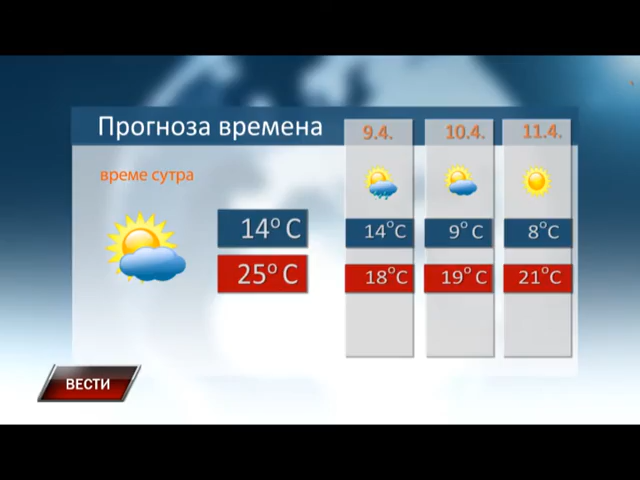 Прогноза времена
време сутра
14° C
25° C
9.4.
14°C
18°C
10.4.
9° C
19° C
11.4.
8°C
21°C
ВЕСТИ